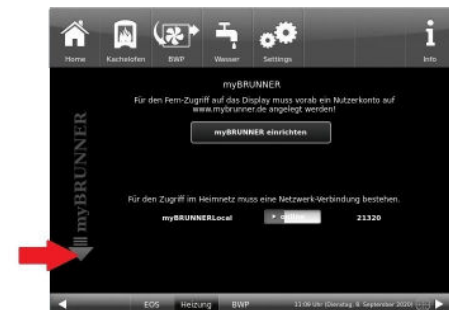 Home Kachelofen BWP Wasser Settings Info
myBRUNNER
Für den Fern-Zugriff auf das Display muss vorab ein Nutzerkonto auf
www.mybrunner.de angelegt werden!
myBRUNNER einrichten
myBRUNNER
Für den Zugriff im Heimnetz muss eine Netzwerk-Verbindung bestehen.
myBRUNNERLocal 21320
EOS Heizung BWP 11:09 Uhr (Dienstag, 8. September 2020)